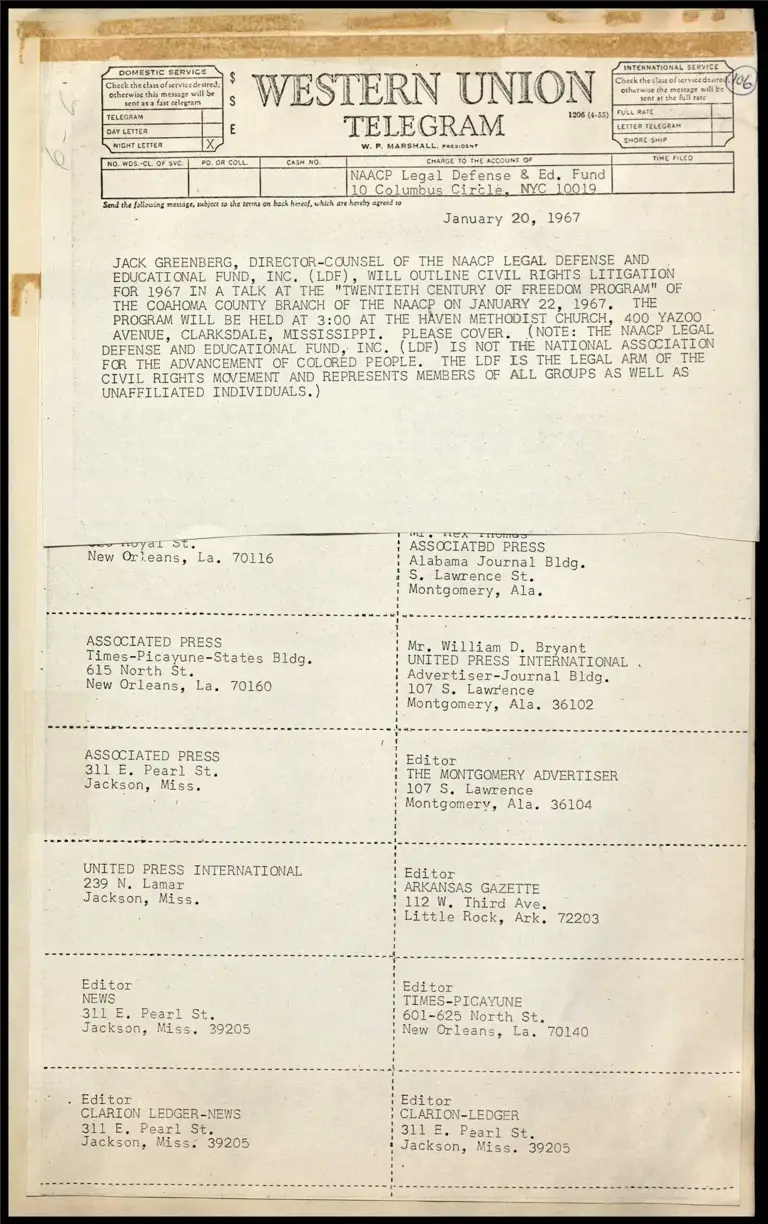 DOMESTIC SERVICE
Check the class of service desired,
otherwise this message will be
sent as a fast telegram
TELEGRAM
DAY LETTER
NIGHT LETTER X
$
S
E
WESTERN UNION
TELEGRAM
1206 (4-55)
W. P. MARSHALL, PRESIDENT
INTERNATIONAL SERVICE
Check the class of service desired,
otherwise the message will be
sent at the full rate
FULL RATE
LETTER TELEGRAM
SHORE SHIP
106
NO. WDS.-CL. OF SVC.
PD. OR COLL.
CASH NO.
CHARGE TO THE ACCOUNT OF
TIME FILED
NAACP Legal Defense & Ed. Fund
10 Columbus Circle, NYC 10019
Send the following message, subject to the terms on back hereof, which are hereby agreed to
January 20, 1967
JACK GREENBERG, DIRECTOR-COUNSEL OF THE NAACP LEGAL DEFENSE AND
EDUCATIONAL FUND, INC. (LDF), WILL OUTLINE CIVIL RIGHTS LITIGATION
FOR 1967 IN A TALK AT THE "TWENTIETH CENTURY OF FREEDOM PROGRAM" OF
THE COAHOMA COUNTY BRANCH OF THE NAACP ON JANUARY 22, 1967. THE
PROGRAM WILL BE HELD AT 3:00 AT THE HAVEN METHODIST CHURCH, 400 YAZOO
AVENUE, CLARKSDALE, MISSISSIPPI. PLEASE COVER. (NOTE: THE NAACP LEGAL
DEFENSE AND EDUCATIONAL FUND, INC. (LDF) IS NOT THE NATIONAL ASSOCIATION
FOR THE ADVANCEMENT OF COLORED PEOPLE. THE LDF IS THE LEGAL ARM OF THE
CIVIL RIGHTS MOVEMENT AND REPRESENTS MEMBERS OF ALL GROUPS AS WELL AS
UNAFFILIATED INDIVIDUALS.)
Royal St.
New Orleans, La. 70116
Mr. Rex Thomas
ASSOCIATBD PRESS
Alabama Journal Bldg.
S. Lawrence St.
Montgomery, Ala.
ASSOCIATED PRESS
Times-Picayune-States Bldg.
615 North St.
New Orleans, La. 70160
Mr. William D. Bryant
UNITED PRESS INTERNATIONAL
Advertiser-Journal Bldg.
107 S. Lawrence
Montgomery, Ala. 36102
ASSOCIATED PRESS
311 E. Pearl St.
Jackson, Miss.
Editor
THE MONTGOMERY ADVERTISER
107 S. Lawrence
Montgomery, Ala. 36104
UNITED PRESS INTERNATIONAL
239 N. Lamar
Jackson, Miss.
Editor
ARKANSAS GAZETTE
112 W. Third Ave.
Little Rock, Ark. 72203
Editor
NEWS
311 E. Pearl St.
Jackson, Miss. 39205
Editor
TIMES-PICAYUNE
601-625 North St.
New Orleans, La. 70140
Editor
CLARION LEDGER-NEWS
311 E. Pearl St.
Jackson, Miss. 39205
Editor
CLARION-LEDGER
311 E. Pearl St.
Jackson, Miss. 39205